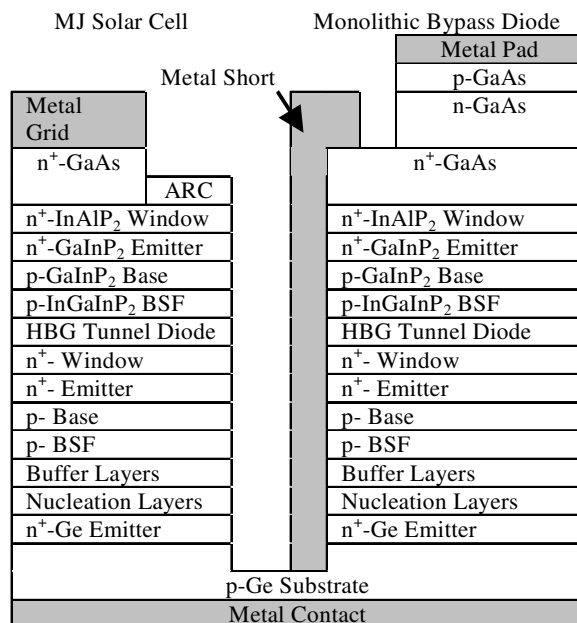 MJ Solar Cell
Monolithic Bypass Diode
Metal Short
Metal Pad
p-GaAs
n-GaAs
Metal
Grid
n⁺-GaAs
n⁺-GaAs
ARC
n⁺-InAlP₂ Window
n⁺-GaInP₂ Emitter
p-GaInP₂ Base
p-InGaInP₂ BSF
HBG Tunnel Diode
n⁺- Window
n⁺- Emitter
p- Base
p- BSF
Buffer Layers
Nucleation Layers
n⁺-Ge Emitter
n⁺-InAlP₂ Window
n⁺-GaInP₂ Emitter
p-GaInP₂ Base
p-InGaInP₂ BSF
HBG Tunnel Diode
n⁺- Window
n⁺- Emitter
p- Base
p- BSF
Buffer Layers
Nucleation Layers
n⁺-Ge Emitter
p-Ge Substrate
Metal Contact